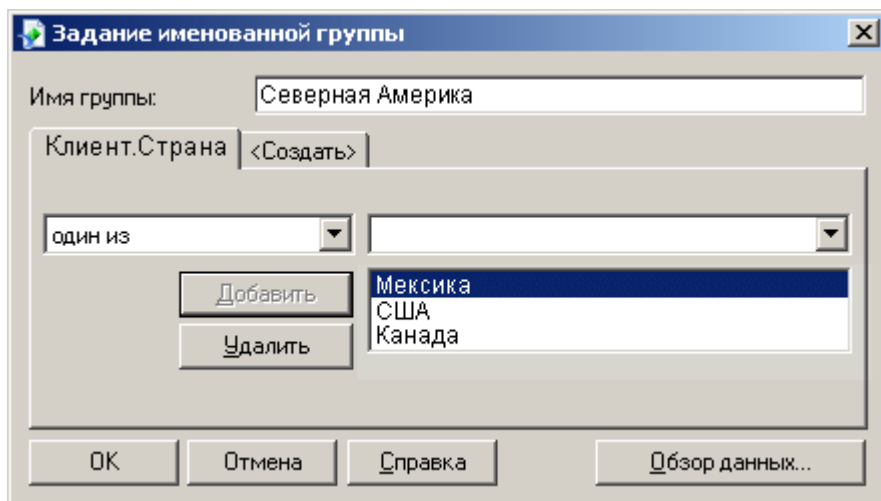 Задание именованной группы
Имя группы: Северная Америка
Клиент.Страна <Создать>
один из
Добавить Мексика
США
Удалить Канада
OK Отмена Справка Обзор данных...